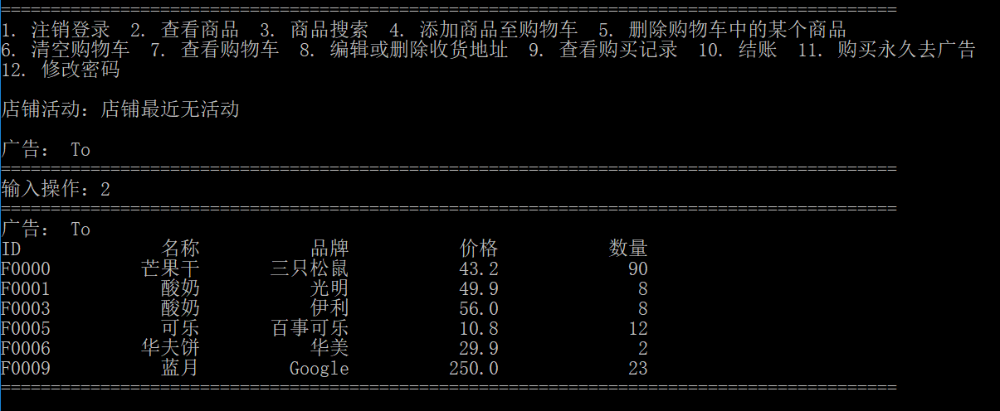 ==========================================================================================
1. 注销登录  2. 查看商品  3. 商品搜索  4. 添加商品至购物车  5. 删除购物车中的某个商品
6. 清空购物车  7. 查看购物车  8. 编辑或删除收货地址  9. 查看购买记录  10. 结账  11. 购买永久去广告
12. 修改密码
店铺活动: 店铺最近无活动
广告:  To
==========================================================================================
输入操作: 2
==========================================================================================
广告:  To
ID              名称           品牌           价格           数量
F0000         芒果干       三只松鼠           43.2             90
F0001           酸奶           光明           49.9              8
F0003           酸奶           伊利           56.0              8
F0005           可乐       百事可乐           10.8             12
F0006         华夫饼           华美           29.9              2
F0009           蓝月         Google          250.0             23
==========================================================================================